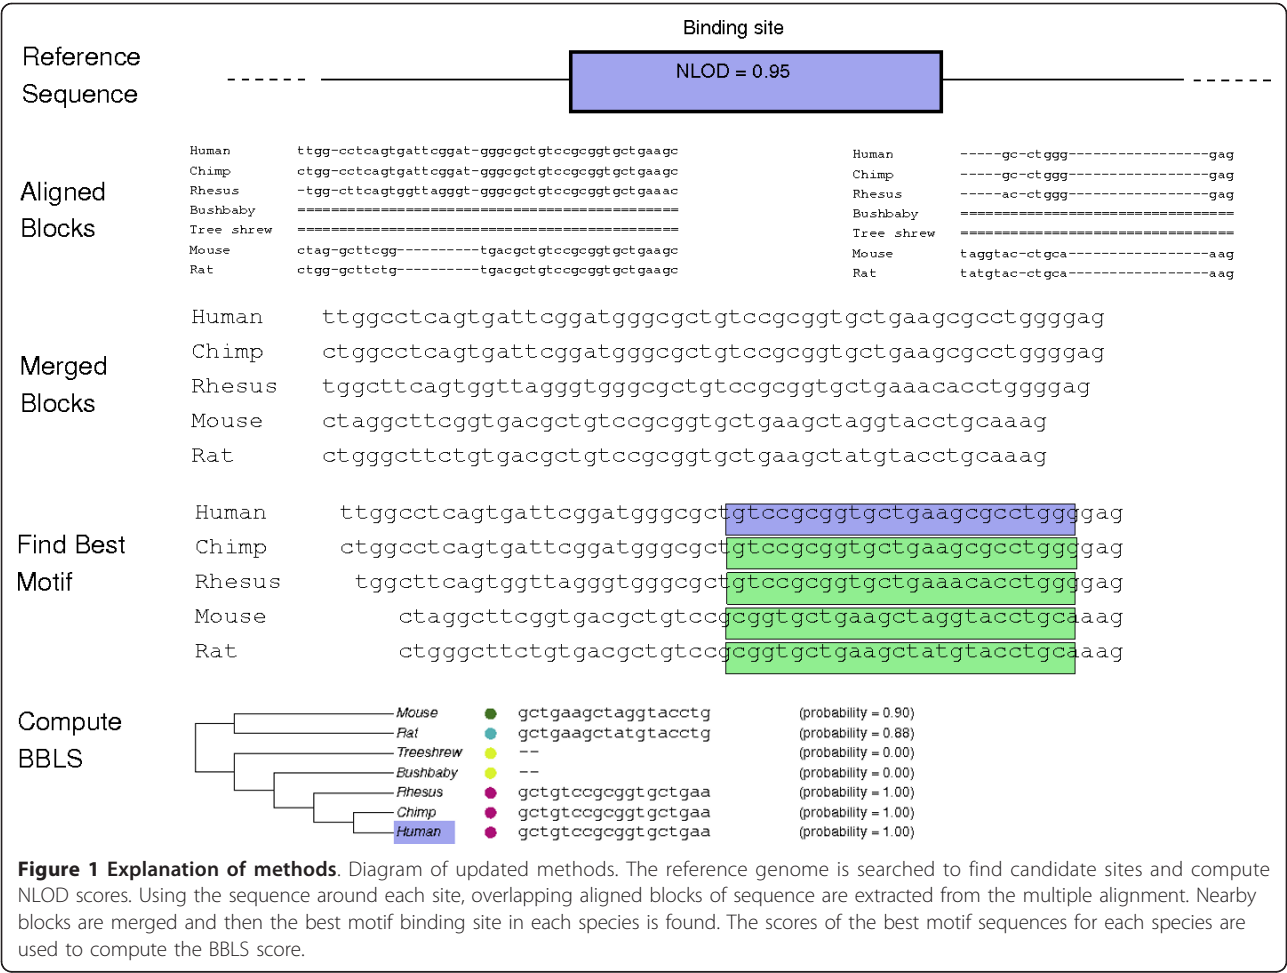 Binding site
Reference
Sequence
NLOD = 0.95
Aligned
Blocks
Human ttgg-cctcagtgattcggat-gggcgctgtccgcggtgctgaagc
Chimp ctgg-cctcagtgattcggat-gggcgctgtccgcggtgctgaagc
Rhesus -tgg-cttcagtggttagggt-gggcgctgtccgcggtgctgaaac
Bushbaby ==============================================
Tree shrew ==============================================
Mouse ctag-gcttcgg----------tgacgctgtccgcggtgctgaagc
Rat ctgg-gcttctg----------tgacgctgtccgcggtgctgaagc
Human -----gc-ctggg-----------------gag
Chimp -----gc-ctggg-----------------gag
Rhesus -----ac-ctggg-----------------gag
Bushbaby =================================
Tree shrew =================================
Mouse taggtac-ctgca-----------------aag
Rat tatgtac-ctgca-----------------aag
Merged
Blocks
Human ttggcctcagtgattcggatgggcgctgtccgcggtgctgaagcgcctggggag
Chimp ctggcctcagtgattcggatgggcgctgtccgcggtgctgaagcgcctggggag
Rhesus tggcttcagtggttagggtgggcgctgtccgcggtgctgaaacacctggggag
Mouse ctaggcttcggtgacgctgtccgcggtgctgaagctaggtacctgcaaag
Rat ctgggcttctgtgacgctgtccgcggtgctgaagctatgtacctgcaaag
Find Best
Motif
Human ttggcctcagtgattcggatgggcgctgtccgcggtgctgaagcgcctggggag
Chimp ctggcctcagtgattcggatgggcgctgtccgcggtgctgaagcgcctggggag
Rhesus tggcttcagtggttagggtgggcgctgtccgcggtgctgaaacacctggggag
Mouse ctaggcttcggtgacgctgtccgcggtgctgaagctaggtacctgcaaag
Rat ctgggcttctgtgacgctgtccgcggtgctgaagctatgtacctgcaaag
Compute
BBLS
Mouse gctgaagctaggtacctg (probability = 0.90)
Rat gctgaagctatgtacctg (probability = 0.88)
Treeshrew -- (probability = 0.00)
Bushbaby -- (probability = 0.00)
Rhesus gctgtccgcggtgctgaa (probability = 1.00)
Chimp gctgtccgcggtgctgaa (probability = 1.00)
Human gctgtccgcggtgctgaa (probability = 1.00)
Figure 1 Explanation of methods. Diagram of updated methods. The reference genome is searched to find candidate sites and compute
NLOD scores. Using the sequence around each site, overlapping aligned blocks of sequence are extracted from the multiple alignment. Nearby
blocks are merged and then the best motif binding site in each species is found. The scores of the best motif sequences for each species are
used to compute the BBLS score.